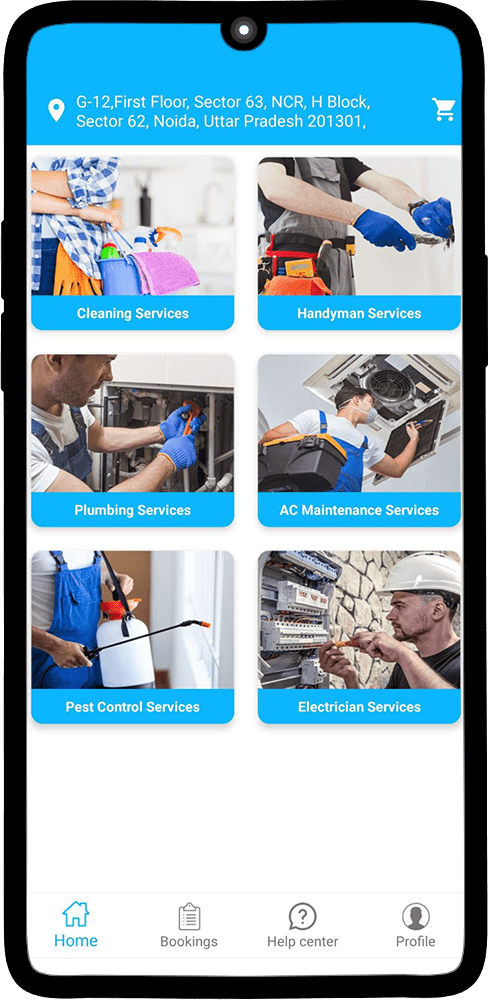 G-12,First Floor, Sector 63, NCR, H Block,
Sector 62, Noida, Uttar Pradesh 201301,
Cleaning Services
Handyman Services
Plumbing Services
AC Maintenance Services
Pest Control Services
Electrician Services
Home
Bookings
Help center
Profile